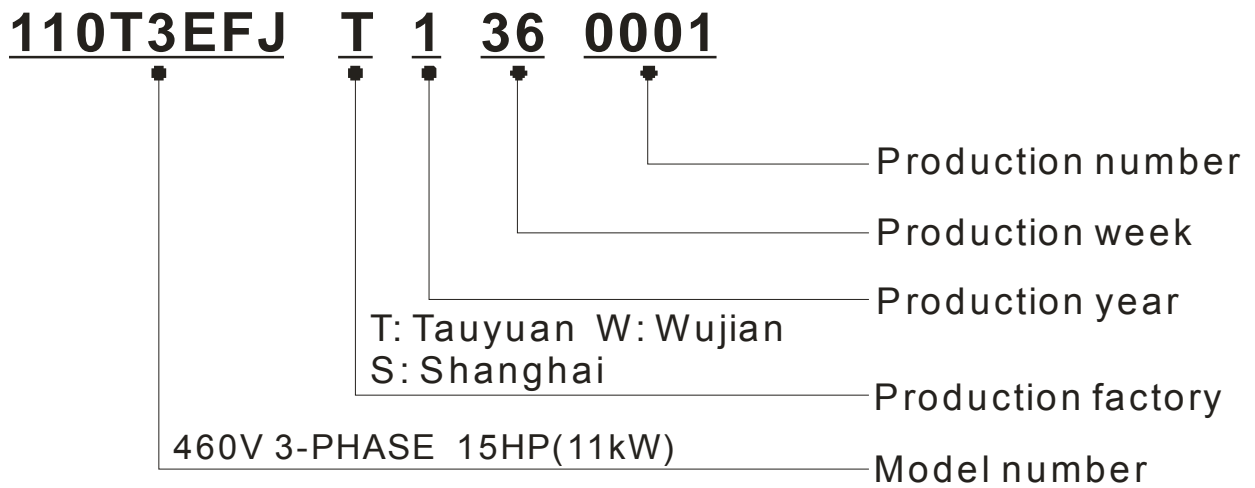 110T3EFJ T 1 36 0001
Production number
Production week
Production year
T: Tauyuan W: Wujian
S: Shanghai
Production factory
460V 3-PHASE 15HP(11kW)
Model number